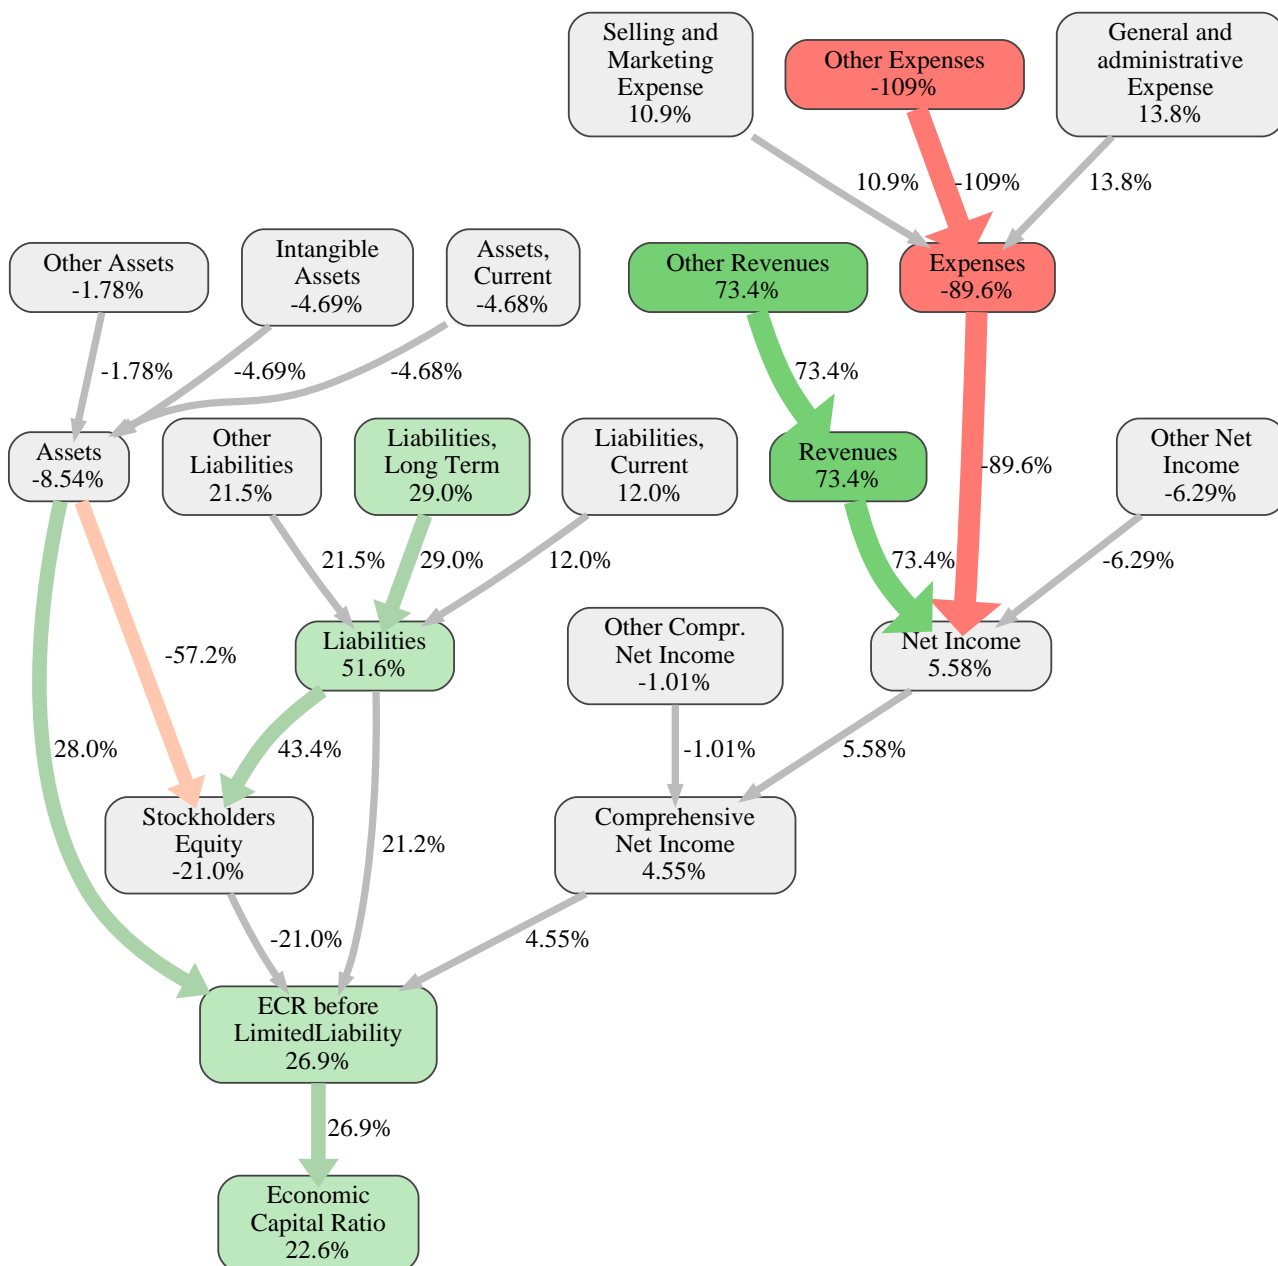 Selling and
Marketing
Expense
10.9%
Other Expenses
-109%
General and
administrative
Expense
13.8%
10.9%
-109%
13.8%
Other Assets
-1.78%
Intangible
Assets
-4.69%
Assets,
Current
-4.68%
Other Revenues
73.4%
Expenses
-89.6%
-1.78%
-4.69%
-4.68%
73.4%
Assets
-8.54%
Other
Liabilities
21.5%
Liabilities,
Long Term
29.0%
Liabilities,
Current
12.0%
Revenues
73.4%
-89.6%
Other Net
Income
-6.29%
21.5%
29.0%
12.0%
73.4%
-6.29%
-57.2%
Liabilities
51.6%
Other Compr.
Net Income
-1.01%
Net Income
5.58%
28.0%
43.4%
-1.01%
5.58%
Stockholders
Equity
-21.0%
21.2%
Comprehensive
Net Income
4.55%
-21.0%
4.55%
ECR before
LimitedLiability
26.9%
26.9%
Economic
Capital Ratio
22.6%